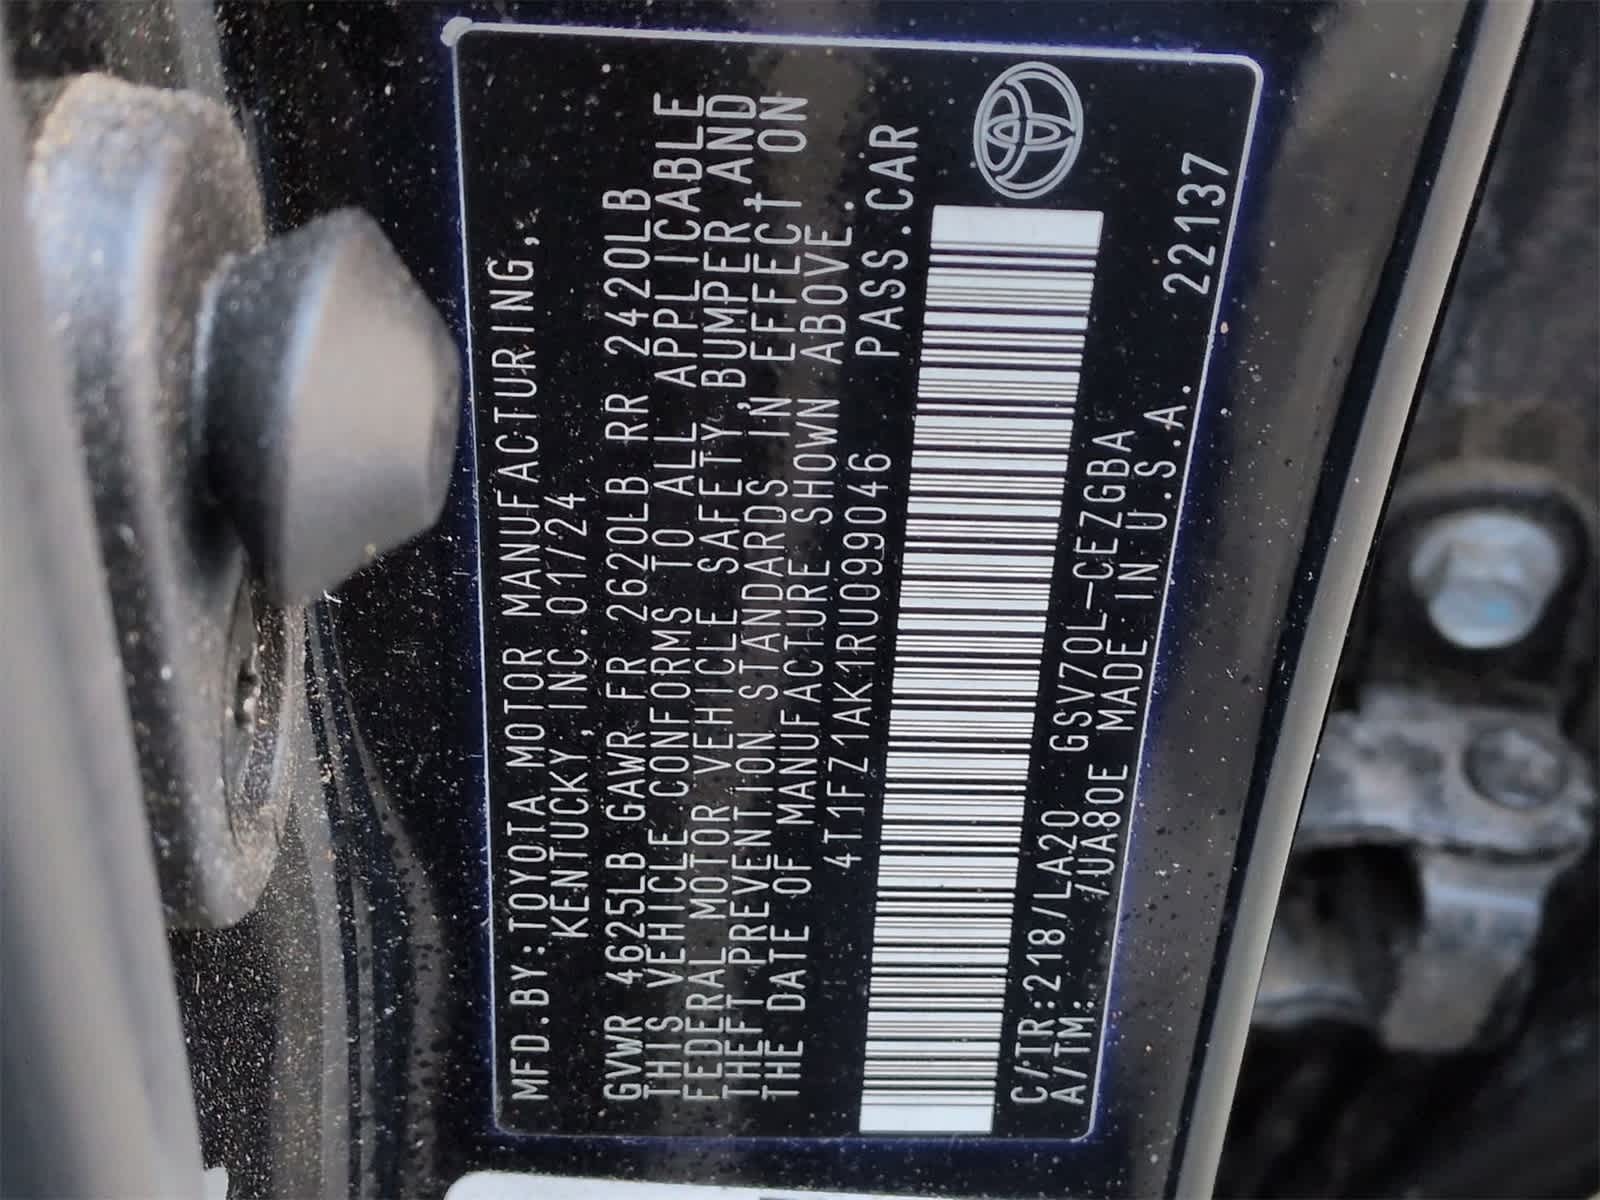 MFD.BY:TOYOTA MOTOR MANUFACTURING,
KENTUCKY,INC.01/24
GVWR 4625LB GAWR FR 2620LB RR 2420LB
THIS VEHICLE CONFORMS TO ALL APPLICABLE
FEDERAL MOTOR VEHICLE SAFETY,BUMPER,AND
THEFT PREVENTION STANDARDS IN EFFECT ON
THE DATE OF MANUFACTURE SHOWN ABOVE.
4T1FZ1AK1RU099046 PASS.CAR
C/TR:218/LA20 GSV70L-CEZGBA
A/TM: /UA80E MADE IN U.S.A.
22137